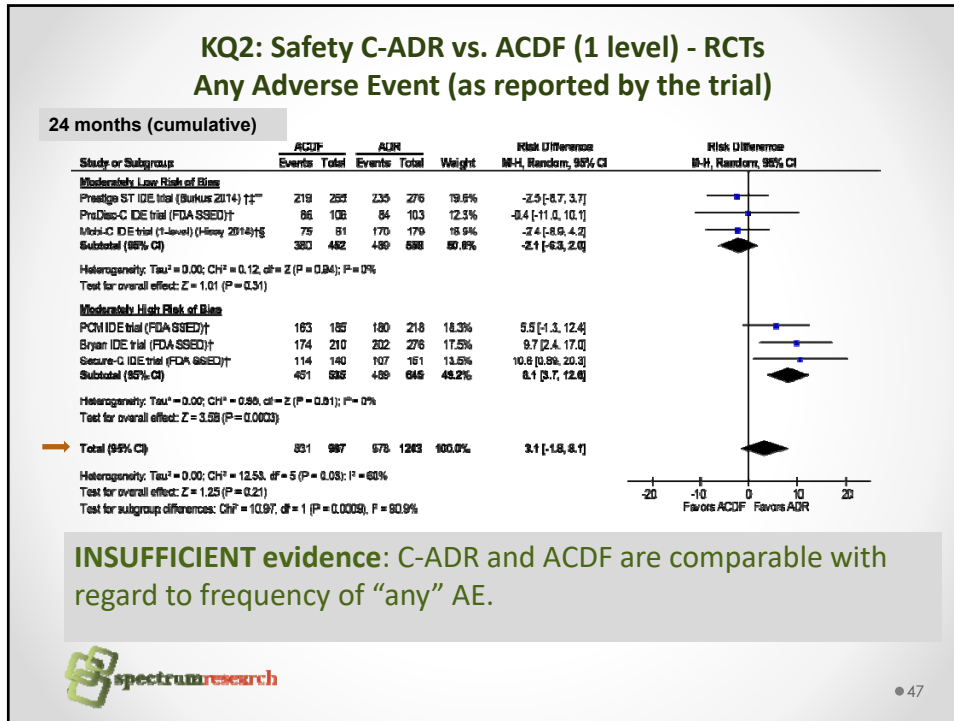 KQ2: Safety C-ADR vs. ACDF (1 level) - RCTs
Any Adverse Event (as reported by the trial)
24 months (cumulative)
ACDF ADR Risk Difference Risk Difference
Study or Subgroup Events Total Events Total Weight M-H, Random, 95% CI M-H, Random, 95% CI
Moderately Low Risk of Bias
Prestige ST IDE trial (Burkus 2014) 219 265 235 276 19.6% -2.5 [-8.7, 3.7]
ProDisc-C IDE trial (FDA SSED)† 86 106 84 103 12.3% -0.4 [-11.0, 10.1]
Mobi-C IDE trial (1-level) (Hisey 2014)†§ 75 81 170 179 18.9% -2.4 [-8.9, 4.2]
Subtotal (95% CI) 380 452 489 558 50.8% -2.1 [-6.3, 2.0]
Heterogeneity: Tau² = 0.00; Chi² = 0.12, df = 2 (P = 0.94); I² = 0%
Test for overall effect: Z = 1.01 (P = 0.31)
Moderately High Risk of Bias
PCM IDE trial (FDA SSED)† 163 185 180 218 18.3% 5.5 [-1.3, 12.4]
Bryan IDE trial (FDA SSED)† 174 210 202 276 17.5% 9.7 [2.4, 17.0]
Secure-C IDE trial (FDA SSED)† 114 140 107 151 13.5% 10.6 [0.89, 20.3]
Subtotal (95% CI) 451 535 489 645 49.2% 8.1 [3.7, 12.6]
Heterogeneity: Tau² = 0.00; Chi² = 0.98, df = 2 (P = 0.61); I² = 0%
Test for overall effect: Z = 3.58 (P = 0.0003)
Total (95% CI) 831 987 978 1203 100.0% 3.1 [-1.8, 8.1]
Heterogeneity: Tau² = 0.00; Chi² = 12.53, df = 5 (P = 0.03); I² = 60%
Test for overall effect: Z = 1.25 (P = 0.21)
Test for subgroup differences: Chi² = 10.97, df = 1 (P = 0.0009), I² = 90.9%
-20 -10 0 10 20
Favors ACDF Favors ADR
INSUFFICIENT evidence: C-ADR and ACDF are comparable with
regard to frequency of “any” AE.
spectrumresearch
47